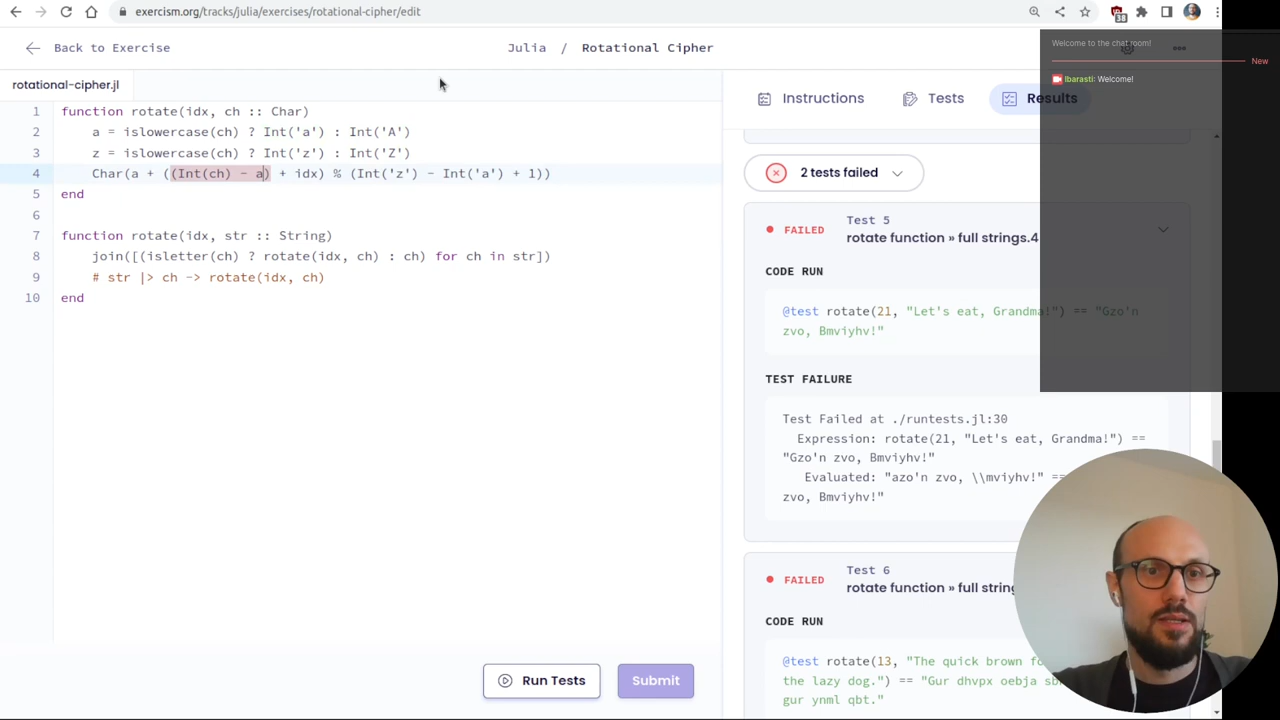 exercism.org/tracks/julia/exercises/rotational-cipher/edit
38
Back to Exercise
Julia / Rotational Cipher
Welcome to the chat room!
New
lbarasti: Welcome!
rotational-cipher.jl
Instructions
Tests
Results
1 function rotate(idx, ch :: Char)
2 a = islowercase(ch) ? Int('a') : Int('A')
3 z = islowercase(ch) ? Int('z') : Int('Z')
4 Char(a + ((Int(ch) - a) + idx) % (Int('z') - Int('a') + 1))
5 end
6
7 function rotate(idx, str :: String)
8 join([(isletter(ch) ? rotate(idx, ch) : ch) for ch in str])
9 # str |> ch -> rotate(idx, ch)
10 end
2 tests failed
FAILED
Test 5
rotate function » full strings.4
CODE RUN
@test rotate(21, "Let's eat, Grandma!") == "Gzo'n
zvo, Bmviyhv!"
TEST FAILURE
Test Failed at ./runtests.jl:30
Expression: rotate(21, "Let's eat, Grandma!") ==
"Gzo'n zvo, Bmviyhv!"
Evaluated: "azo'n zvo, \\mviyhv!" ==
zvo, Bmviyhv!"
FAILED
Test 6
rotate function » full string
CODE RUN
@test rotate(13, "The quick brown fo
the lazy dog.") == "Gur dhvpx oebja sb
gur ynml qbt."
Run Tests
Submit